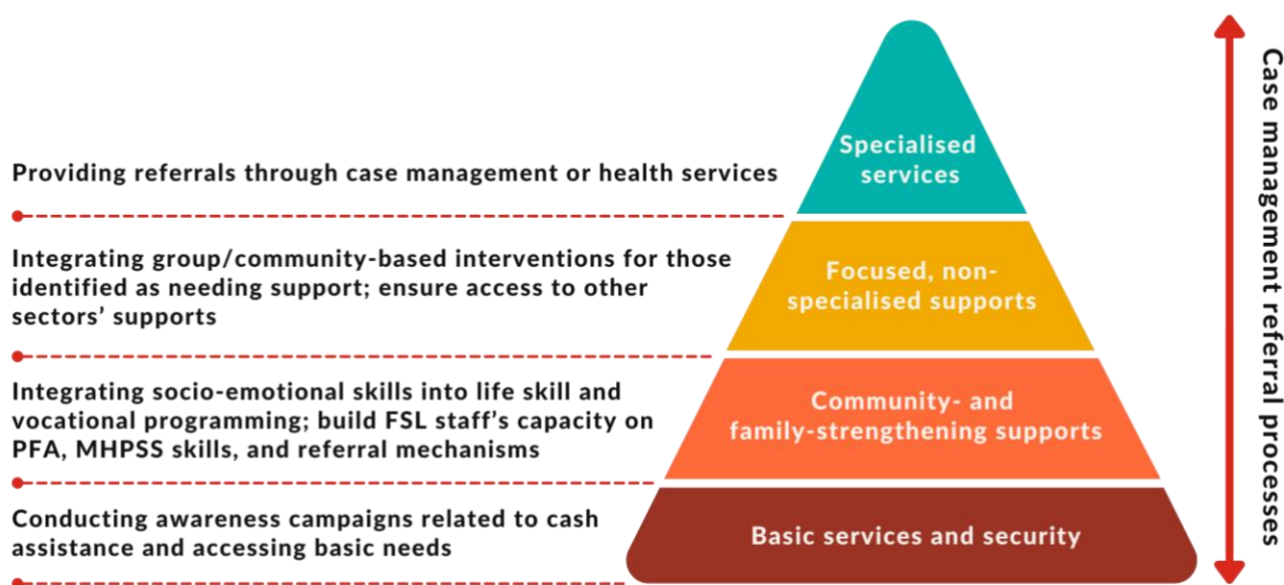 Providing referrals through case management or health services
Specialised
services
Integrating group/community-based interventions for those
identified as needing support; ensure access to other
sectors’ supports
Focused, non-
specialised supports
Integrating socio-emotional skills into life skill and
vocational programming; build FSL staff’s capacity on
PFA, MHPSS skills, and referral mechanisms
Community- and
family-strengthening supports
Conducting awareness campaigns related to cash
assistance and accessing basic needs
Basic services and security
Case management referral processes